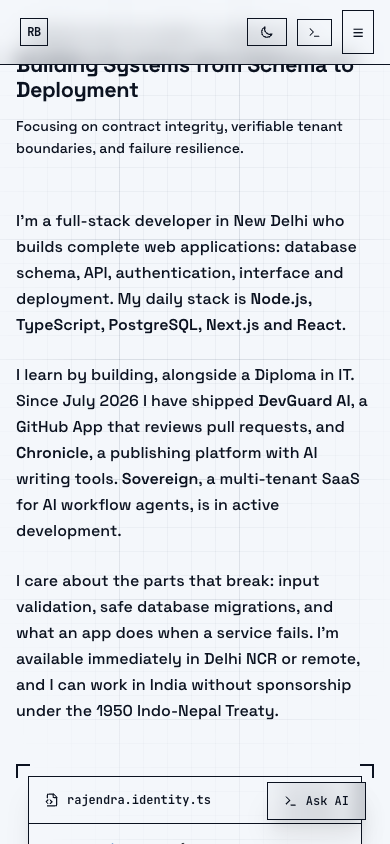 RB
Building Systems from Schema to
Deployment
Focusing on contract integrity, verifiable tenant
boundaries, and failure resilience.
I'm a full-stack developer in New Delhi who
builds complete web applications: database
schema, API, authentication, interface and
deployment. My daily stack is Node.js,
TypeScript, PostgreSQL, Next.js and React.
I learn by building, alongside a Diploma in IT.
Since July 2026 I have shipped DevGuard AI, a
GitHub App that reviews pull requests, and
Chronicle, a publishing platform with AI
writing tools. Sovereign, a multi-tenant SaaS
for AI workflow agents, is in active
development.
I care about the parts that break: input
validation, safe database migrations, and
what an app does when a service fails. I'm
available immediately in Delhi NCR or remote,
and I can work in India without sponsorship
under the 1950 Indo-Nepal Treaty.
rajendra.identity.ts
Ask AI